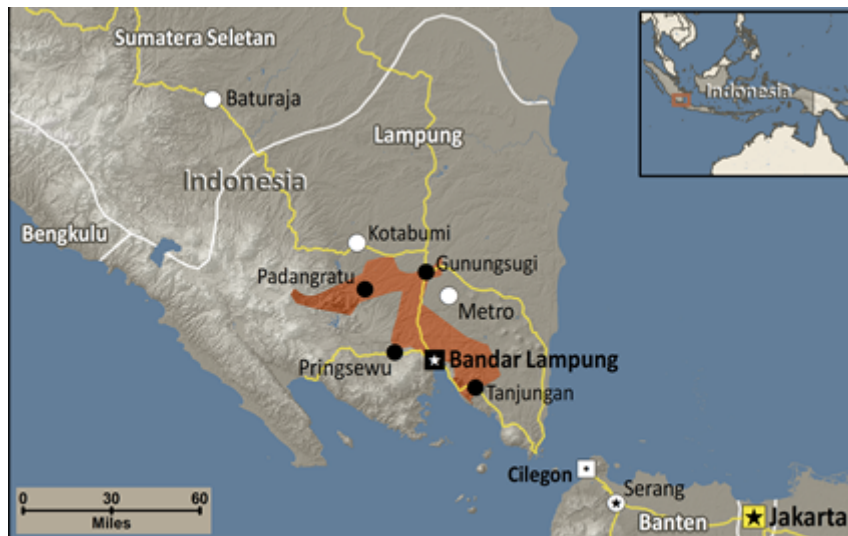 Sumatera Seletan
Baturaja
Lampung
Indonesia
Indonesia
Bengkulu
Kotabumi
Padangratu
Gunungsugi
Metro
Pringsewu
Bandar Lampung
Tanjungan
Cilegon
Serang
Banten
Jakarta
0 30 60
Miles